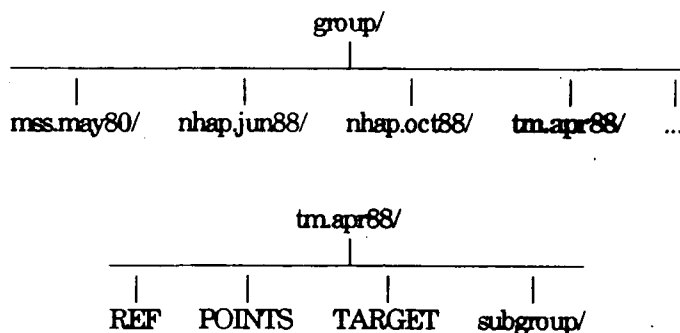 group/
mss.may80/ nhap.jun88/ nhap.oct88/ tm.apr88/ ...
tm.apr88/
REF POINTS TARGET subgroup/